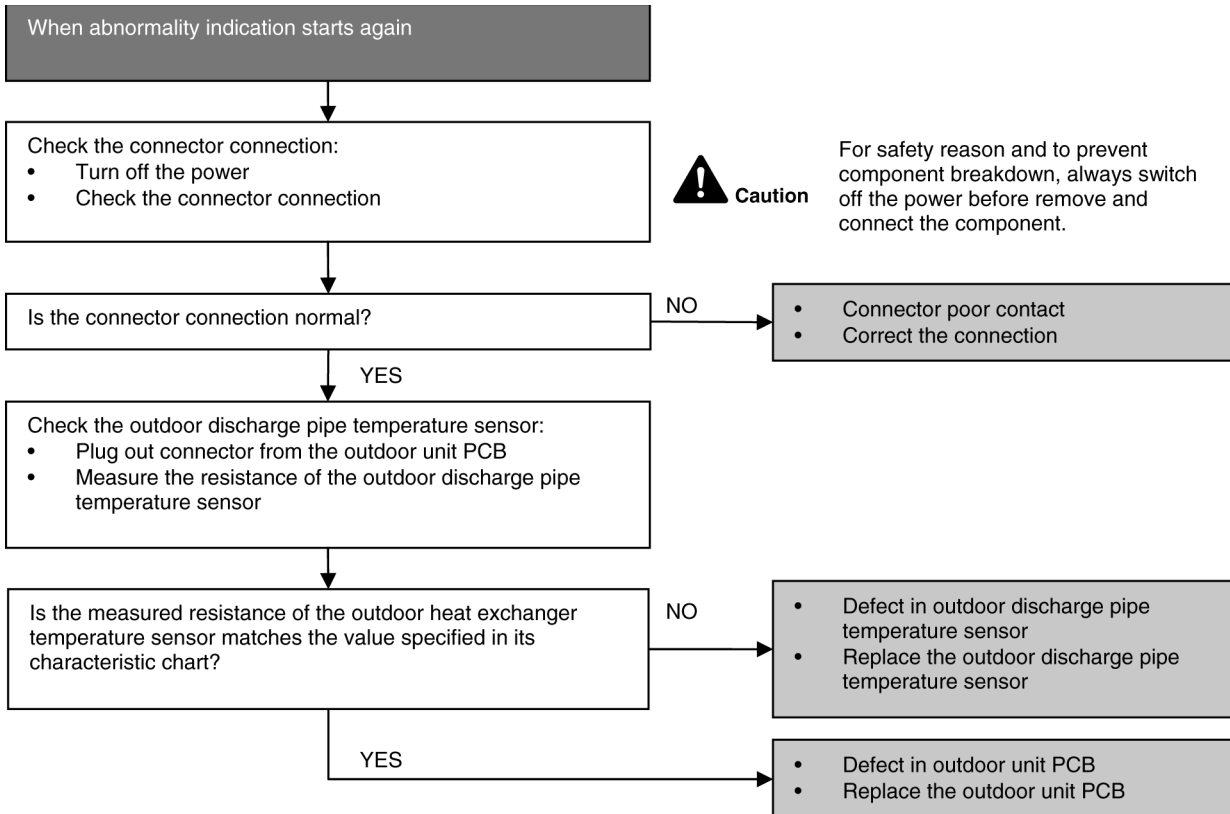 When abnormality indication starts again
Check the connector connection:
• Turn off the power
• Check the connector connection
Caution
For safety reason and to prevent
component breakdown, always switch
off the power before remove and
connect the component.
Is the connector connection normal?
NO
• Connector poor contact
• Correct the connection
YES
Check the outdoor discharge pipe temperature sensor:
• Plug out connector from the outdoor unit PCB
• Measure the resistance of the outdoor discharge pipe
temperature sensor
Is the measured resistance of the outdoor heat exchanger
temperature sensor matches the value specified in its
characteristic chart?
NO
• Defect in outdoor discharge pipe
temperature sensor
• Replace the outdoor discharge pipe
temperature sensor
YES
• Defect in outdoor unit PCB
• Replace the outdoor unit PCB